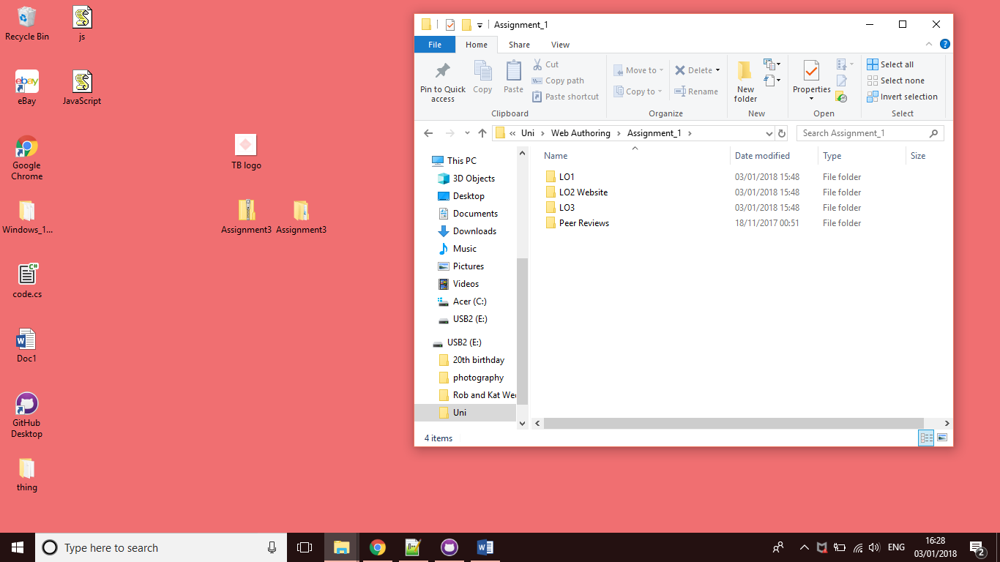 Recycle Bin
js
eBay
JavaScript
Google
Chrome
TB logo
Windows_1...
Assignment3
Assignment3
code.cs
Doc1
GitHub
Desktop
thing
Assignment_1
File
Home
Share
View
Pin to Quick
access
Copy
Paste
Cut
Copy path
Paste shortcut
Clipboard
Move to
Copy to
Delete
Rename
Organize
New
folder
New
Properties
Open
Select all
Select none
Invert selection
Select
« Uni > Web Authoring > Assignment_1 >
Search Assignment_1
This PC
3D Objects
Desktop
Documents
Downloads
Music
Pictures
Videos
Acer (C:)
USB2 (E:)
USB2 (E:)
20th birthday
photography
Rob and Kat Wed
Uni
Name
Date modified
Type
Size
LO1
03/01/2018 15:48
File folder
LO2 Website
03/01/2018 15:48
File folder
LO3
03/01/2018 15:48
File folder
Peer Reviews
18/11/2017 00:51
File folder
4 items
Type here to search
ENG
16:28
03/01/2018
2